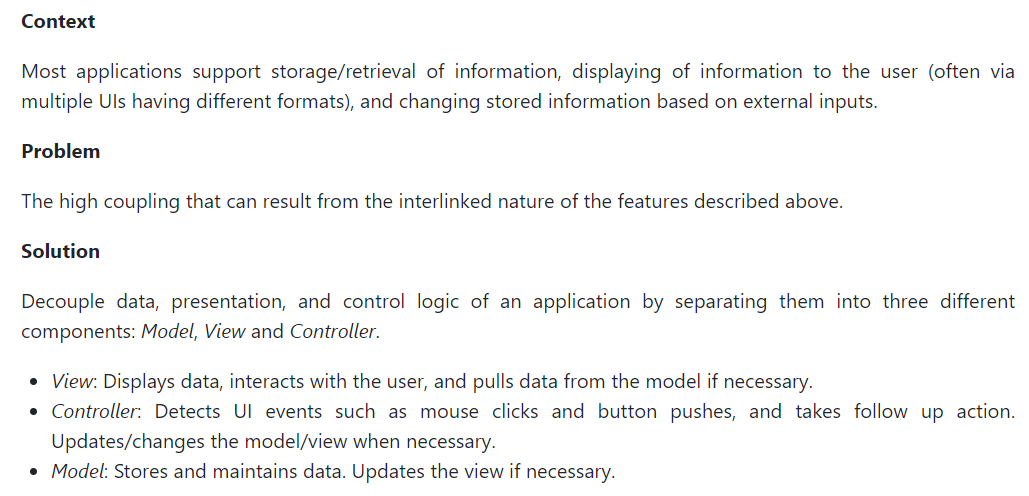 Context
Most applications support storage/retrieval of information, displaying of information to the user (often via
multiple UIs having different formats), and changing stored information based on external inputs.
Problem
The high coupling that can result from the interlinked nature of the features described above.
Solution
Decouple data, presentation, and control logic of an application by separating them into three different
components: Model, View and Controller.
• View: Displays data, interacts with the user, and pulls data from the model if necessary.
• Controller: Detects UI events such as mouse clicks and button pushes, and takes follow up action.
Updates/changes the model/view when necessary.
• Model: Stores and maintains data. Updates the view if necessary.